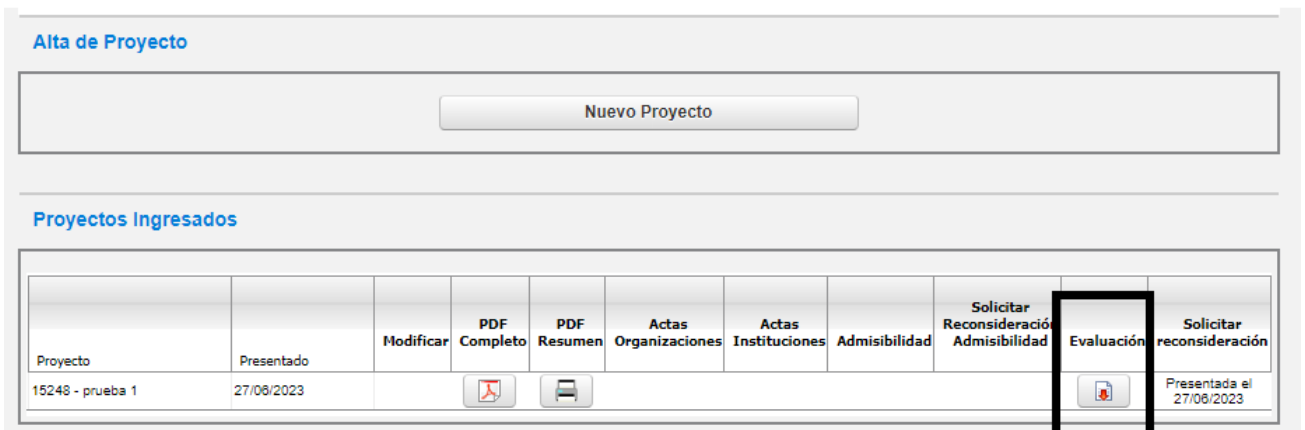 Alta de Proyecto
Nuevo Proyecto
Proyectos Ingresados
Proyecto
Presentado
Modificar
PDF
Completo
PDF
Resumen
Actas
Organizaciones
Actas
Instituciones
Admisibilidad
Solicitar
Reconsideración
Admisibilidad
Evaluación
Solicitar
reconsideración
15248 - prueba 1
27/06/2023
Presentada el
27/06/2023